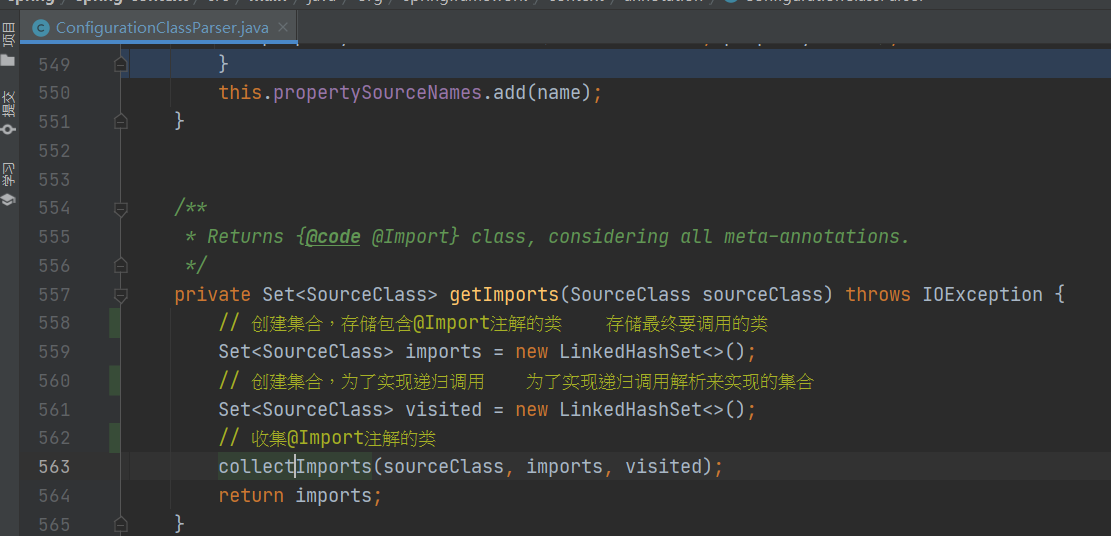 ConfigurationClassParser.java
项目
提交
学习
549 }
550 this.propertySourceNames.add(name);
551 }
552
553
554 /**
555 * Returns {@code @Import} class, considering all meta-annotations.
556 */
557 private Set<SourceClass> getImports(SourceClass sourceClass) throws IOException {
558 // 创建集合，存储包含@Import注解的类 存储最终要调用的类
559 Set<SourceClass> imports = new LinkedHashSet<>();
560 // 创建集合，为了实现递归调用 为了实现递归调用解析来实现的集合
561 Set<SourceClass> visited = new LinkedHashSet<>();
562 // 收集@Import注解的类
563 collectImports(sourceClass, imports, visited);
564 return imports;
565 }